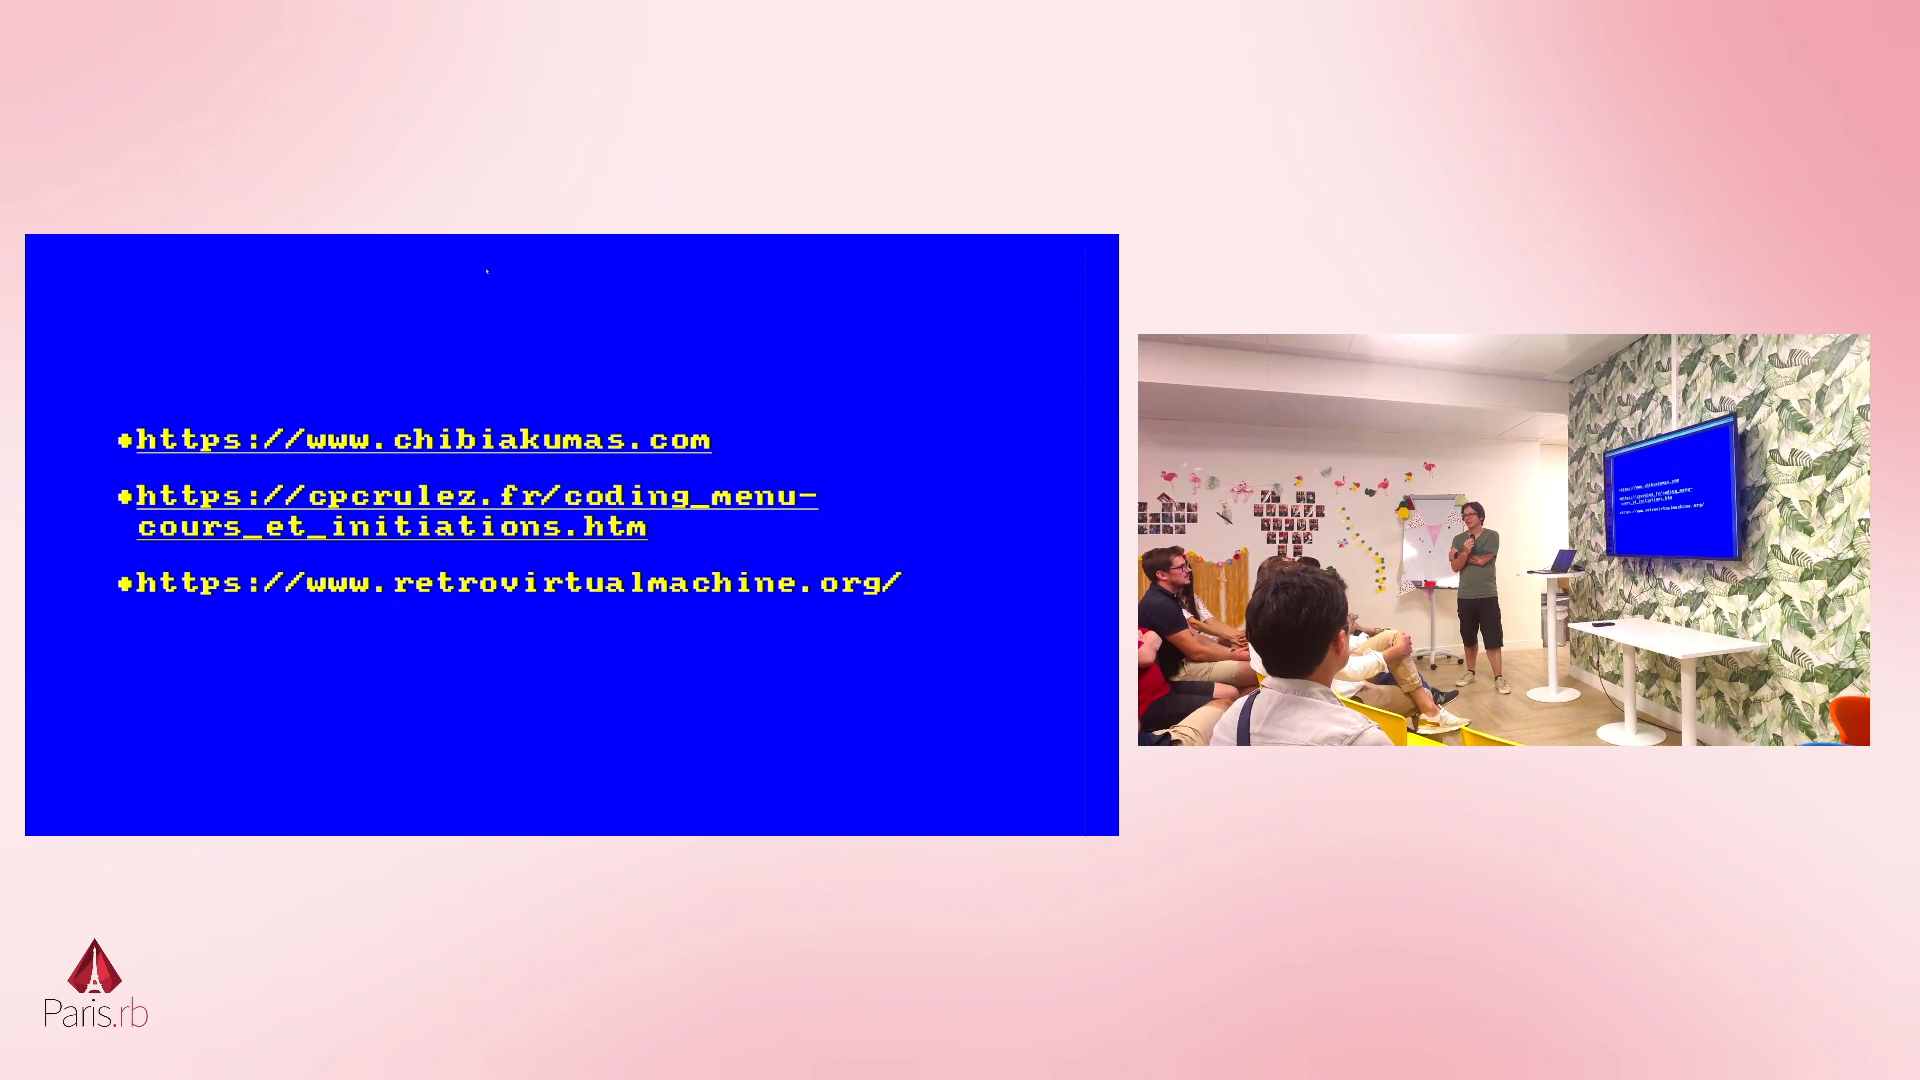 •https://www.chibiakumas.com
•https://cpcrulez.fr/coding_menu-
cours_et_initiations.htm
•https://www.retrovirtualmachine.org/
Paris.rb